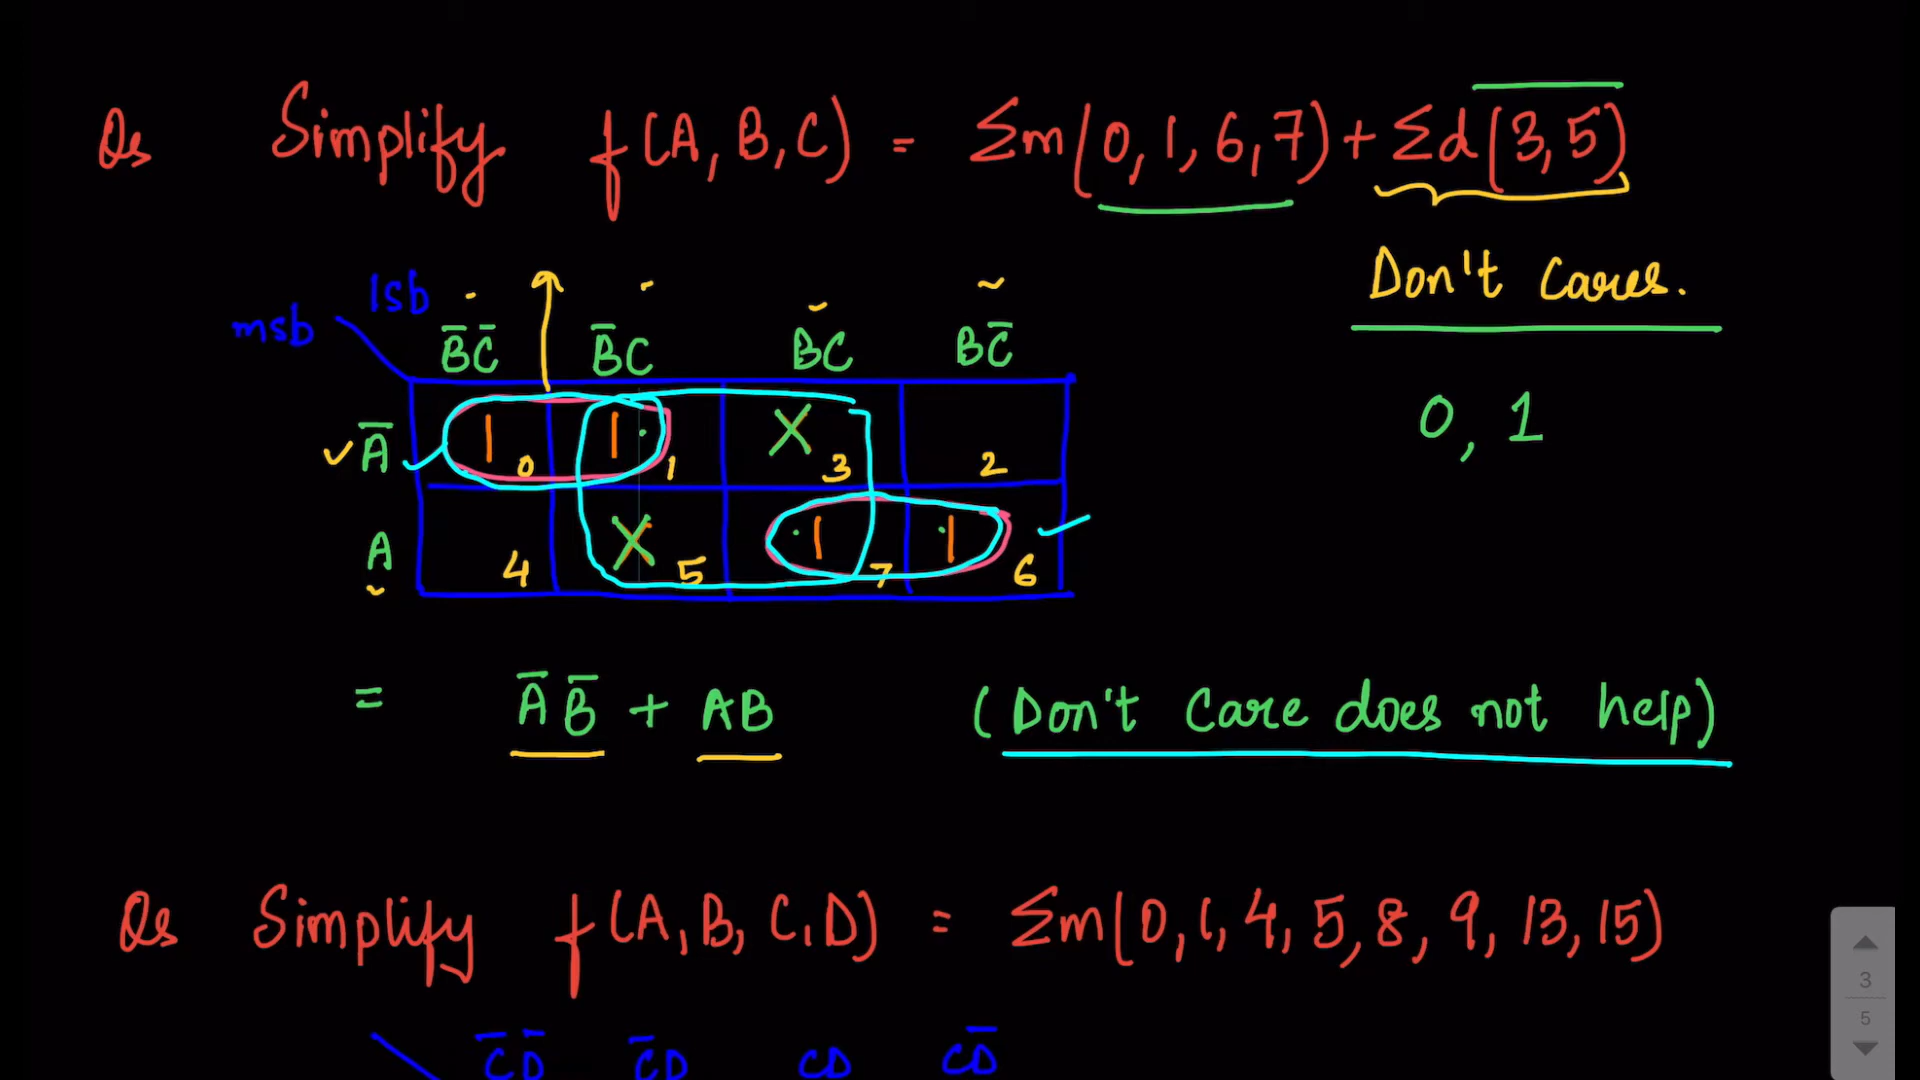 Qs Simplify f(A, B, C) = Σm(0, 1, 6, 7) + Σd(3, 5)
Don't Cares.
0, 1
lsb
msb
B̅C̅ B̅C BC BC̅
A̅ 1 0 1 1 X 3 2
A 4 X 5 1 7 1 6
= A̅ B̅ + AB (Don't Care does not help)
Qs Simplify f(A, B, C, D) = Σm(0, 1, 4, 5, 8, 9, 13, 15)
C̅D̅ C̅D CD CD̅
3
5